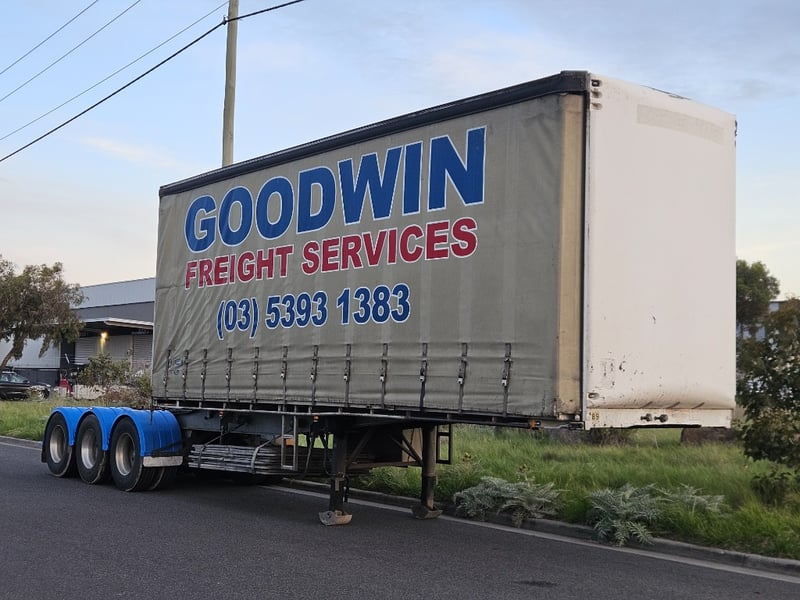 GOODWIN
FREIGHT SERVICES
(03) 5393 1383